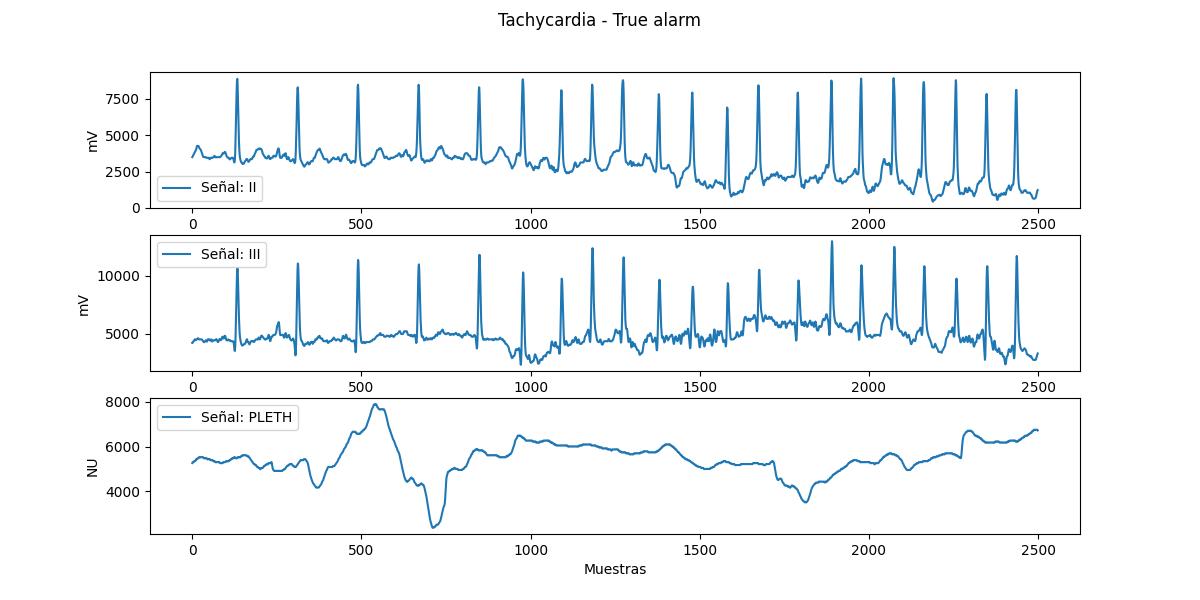 Tachycardia - True alarm
7500
5000
2500
0
mV
Señal: II
0 500 1000 1500 2000 2500
10000
5000
mV
Señal: III
0 500 1000 1500 2000 2500
8000
6000
4000
NU
Señal: PLETH
0 500 1000 1500 2000 2500
Muestras